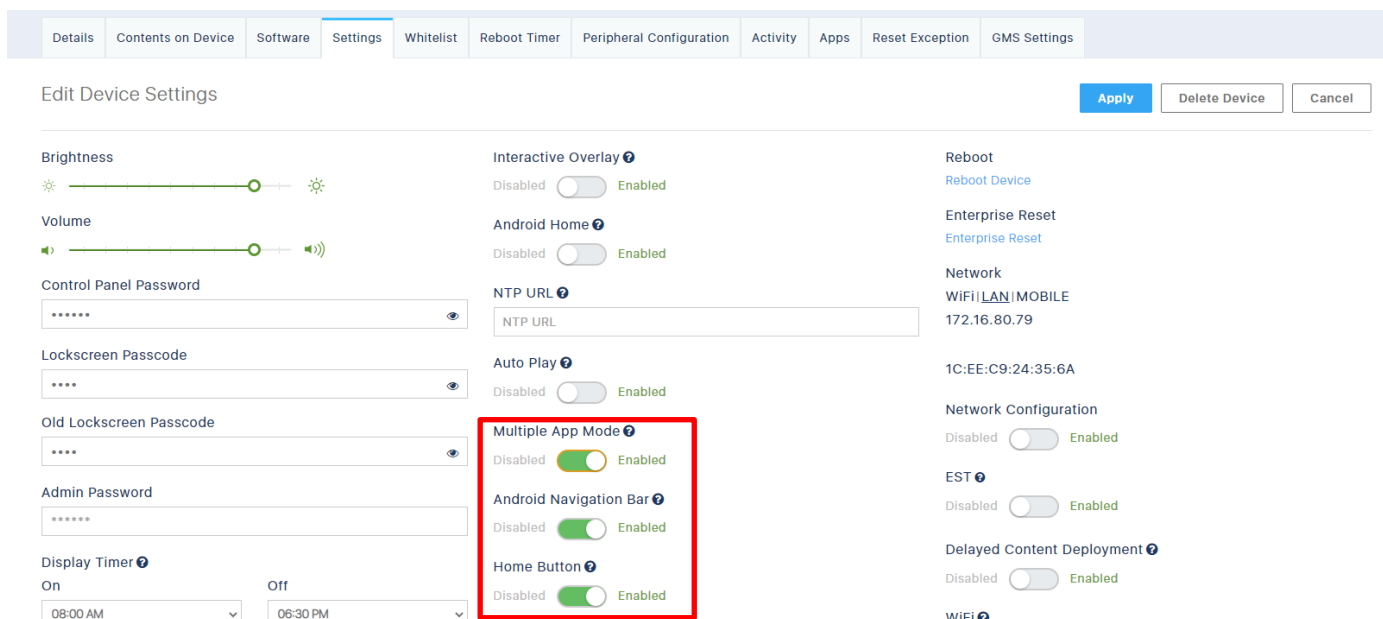 Details Contents on Device Software Settings Whitelist Reboot Timer Peripheral Configuration Activity Apps Reset Exception GMS Settings
Edit Device Settings
Apply Delete Device Cancel
Brightness
Volume
Control Panel Password
••••••
Lockscreen Passcode
••••
Old Lockscreen Passcode
••••
Admin Password
******
Display Timer
On Off
08:00 AM 06:30 PM
Interactive Overlay
Disabled Enabled
Android Home
Disabled Enabled
NTP URL
NTP URL
Auto Play
Disabled Enabled
Multiple App Mode
Disabled Enabled
Android Navigation Bar
Disabled Enabled
Home Button
Disabled Enabled
Reboot
Reboot Device
Enterprise Reset
Enterprise Reset
Network
WiFi|LAN|MOBILE
172.16.80.79
1C:EE:C9:24:35:6A
Network Configuration
Disabled Enabled
EST
Disabled Enabled
Delayed Content Deployment
Disabled Enabled
WiFi